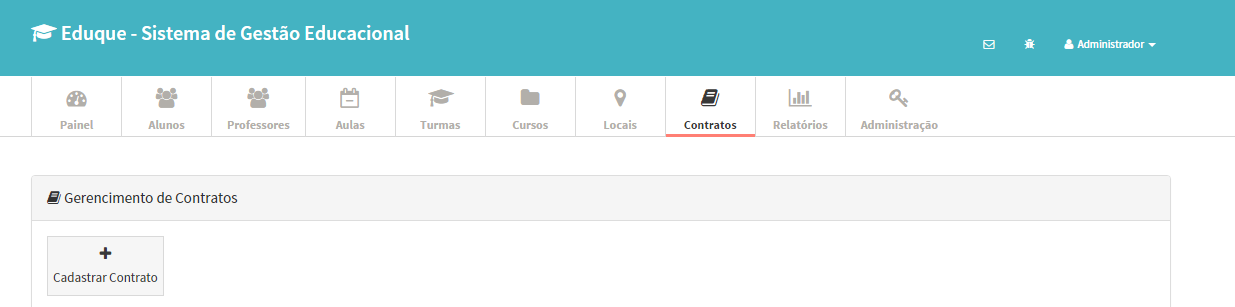 Eduque - Sistema de Gestão Educacional
Administrador
Painel
Alunos
Professores
Aulas
Turmas
Cursos
Locais
Contratos
Relatórios
Administração
Gerencimento de Contratos
Cadastrar Contrato